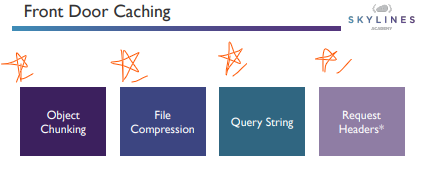 Front Door Caching
SKYLINES
ACADEMY
Object
Chunking
File
Compression
Query String
Request
Headers*